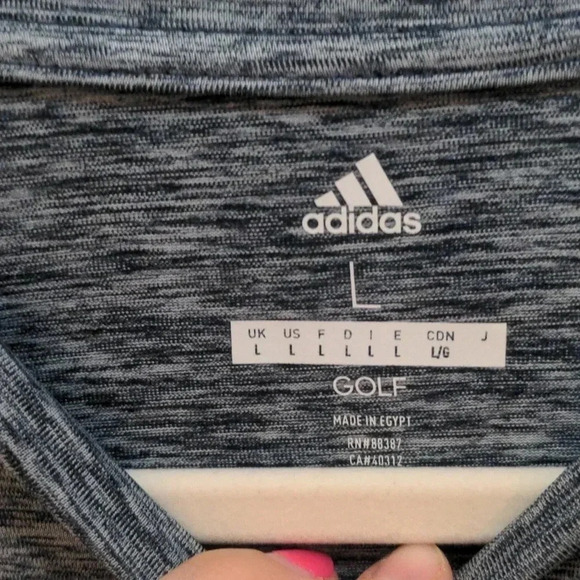 adidas
L
UK US F D I E CDN J
L L L L L L L/G
GOLF
MADE IN EGYPT
RN#88387
CA#40312